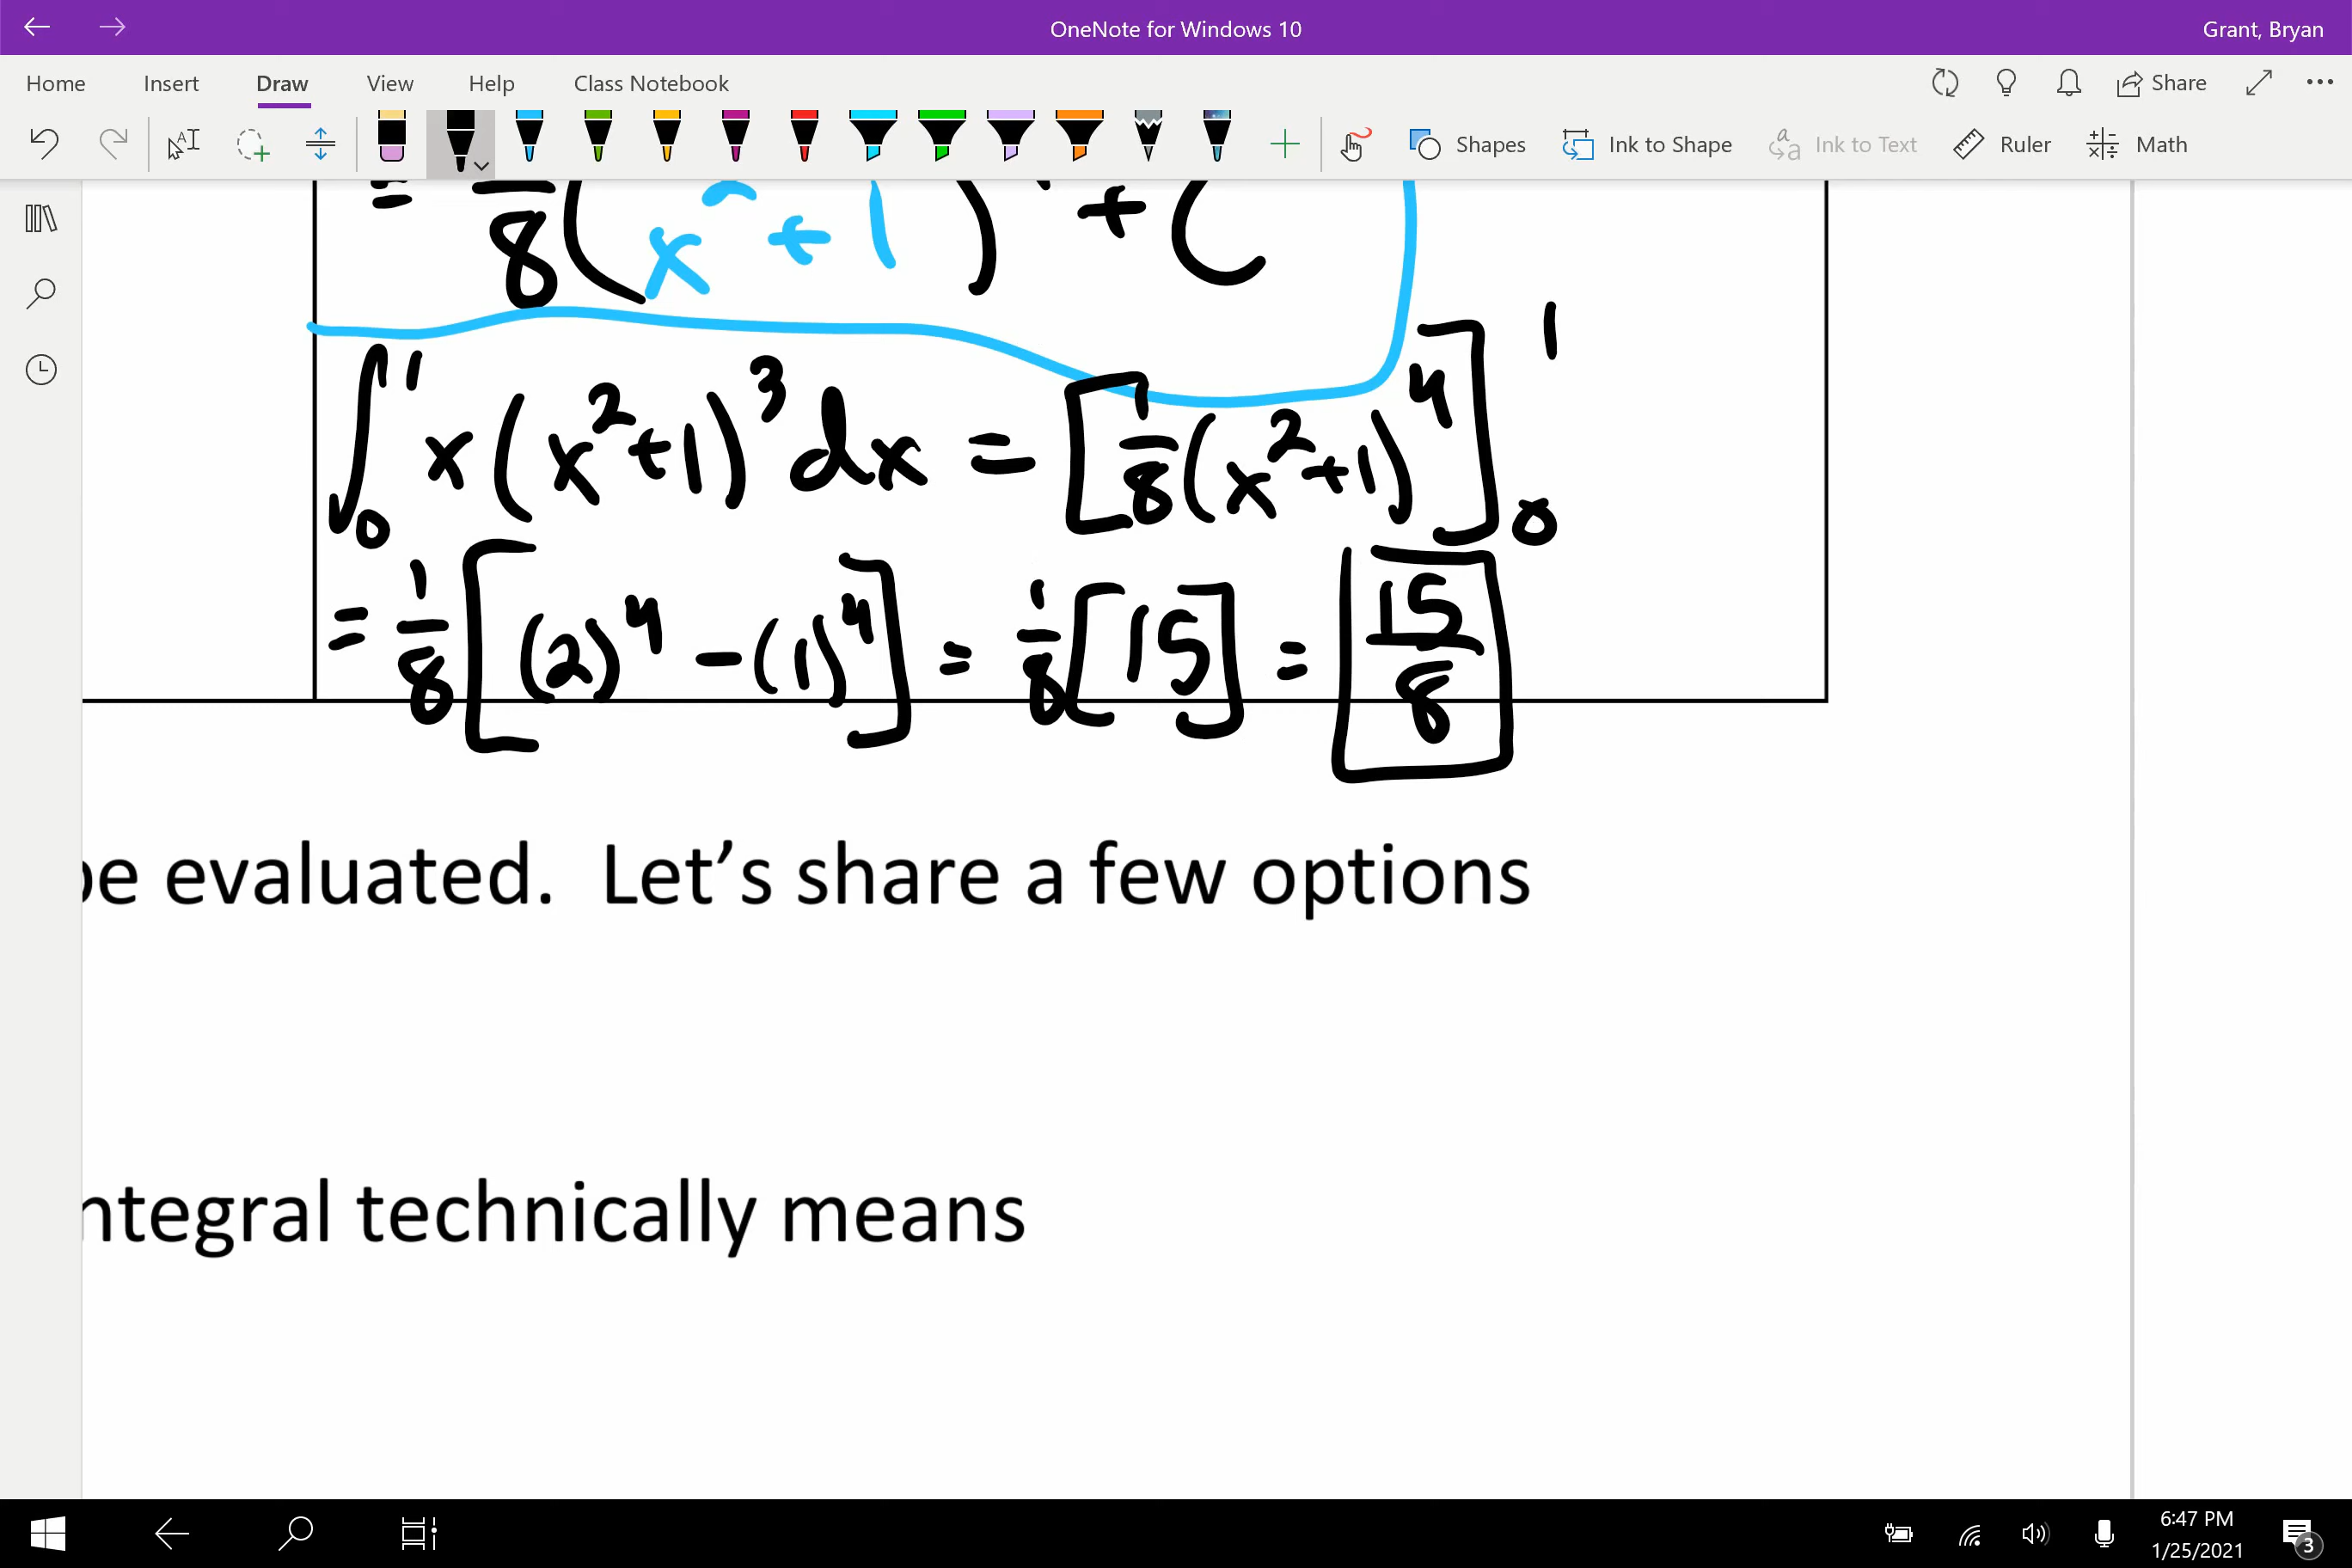 OneNote for Windows 10
Grant, Bryan
Home Insert Draw View Help Class Notebook Share
Shapes Ink to Shape Ink to Text Ruler Math
= 8(x² + 1) + C
∫₀¹ x(x²+1)³ dx = [1/8 (x²+1)⁴]₀¹
= 1/8 [(2)⁴ - (1)⁴] = 1/8 [15] = 15/8
be evaluated. Let's share a few options
ntegral technically means
6:47 PM
1/25/2021
3